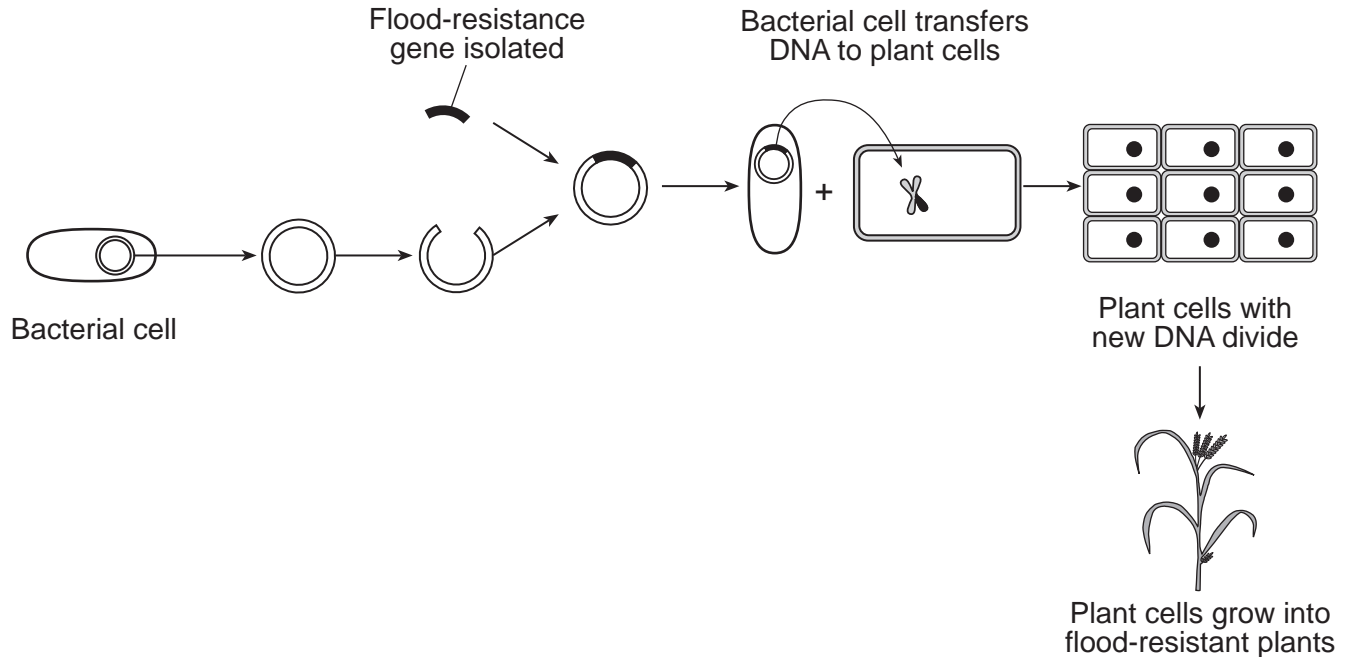 Flood-resistance
gene isolated
Bacterial cell transfers
DNA to plant cells
+
Bacterial cell
Plant cells with
new DNA divide
Plant cells grow into
flood-resistant plants